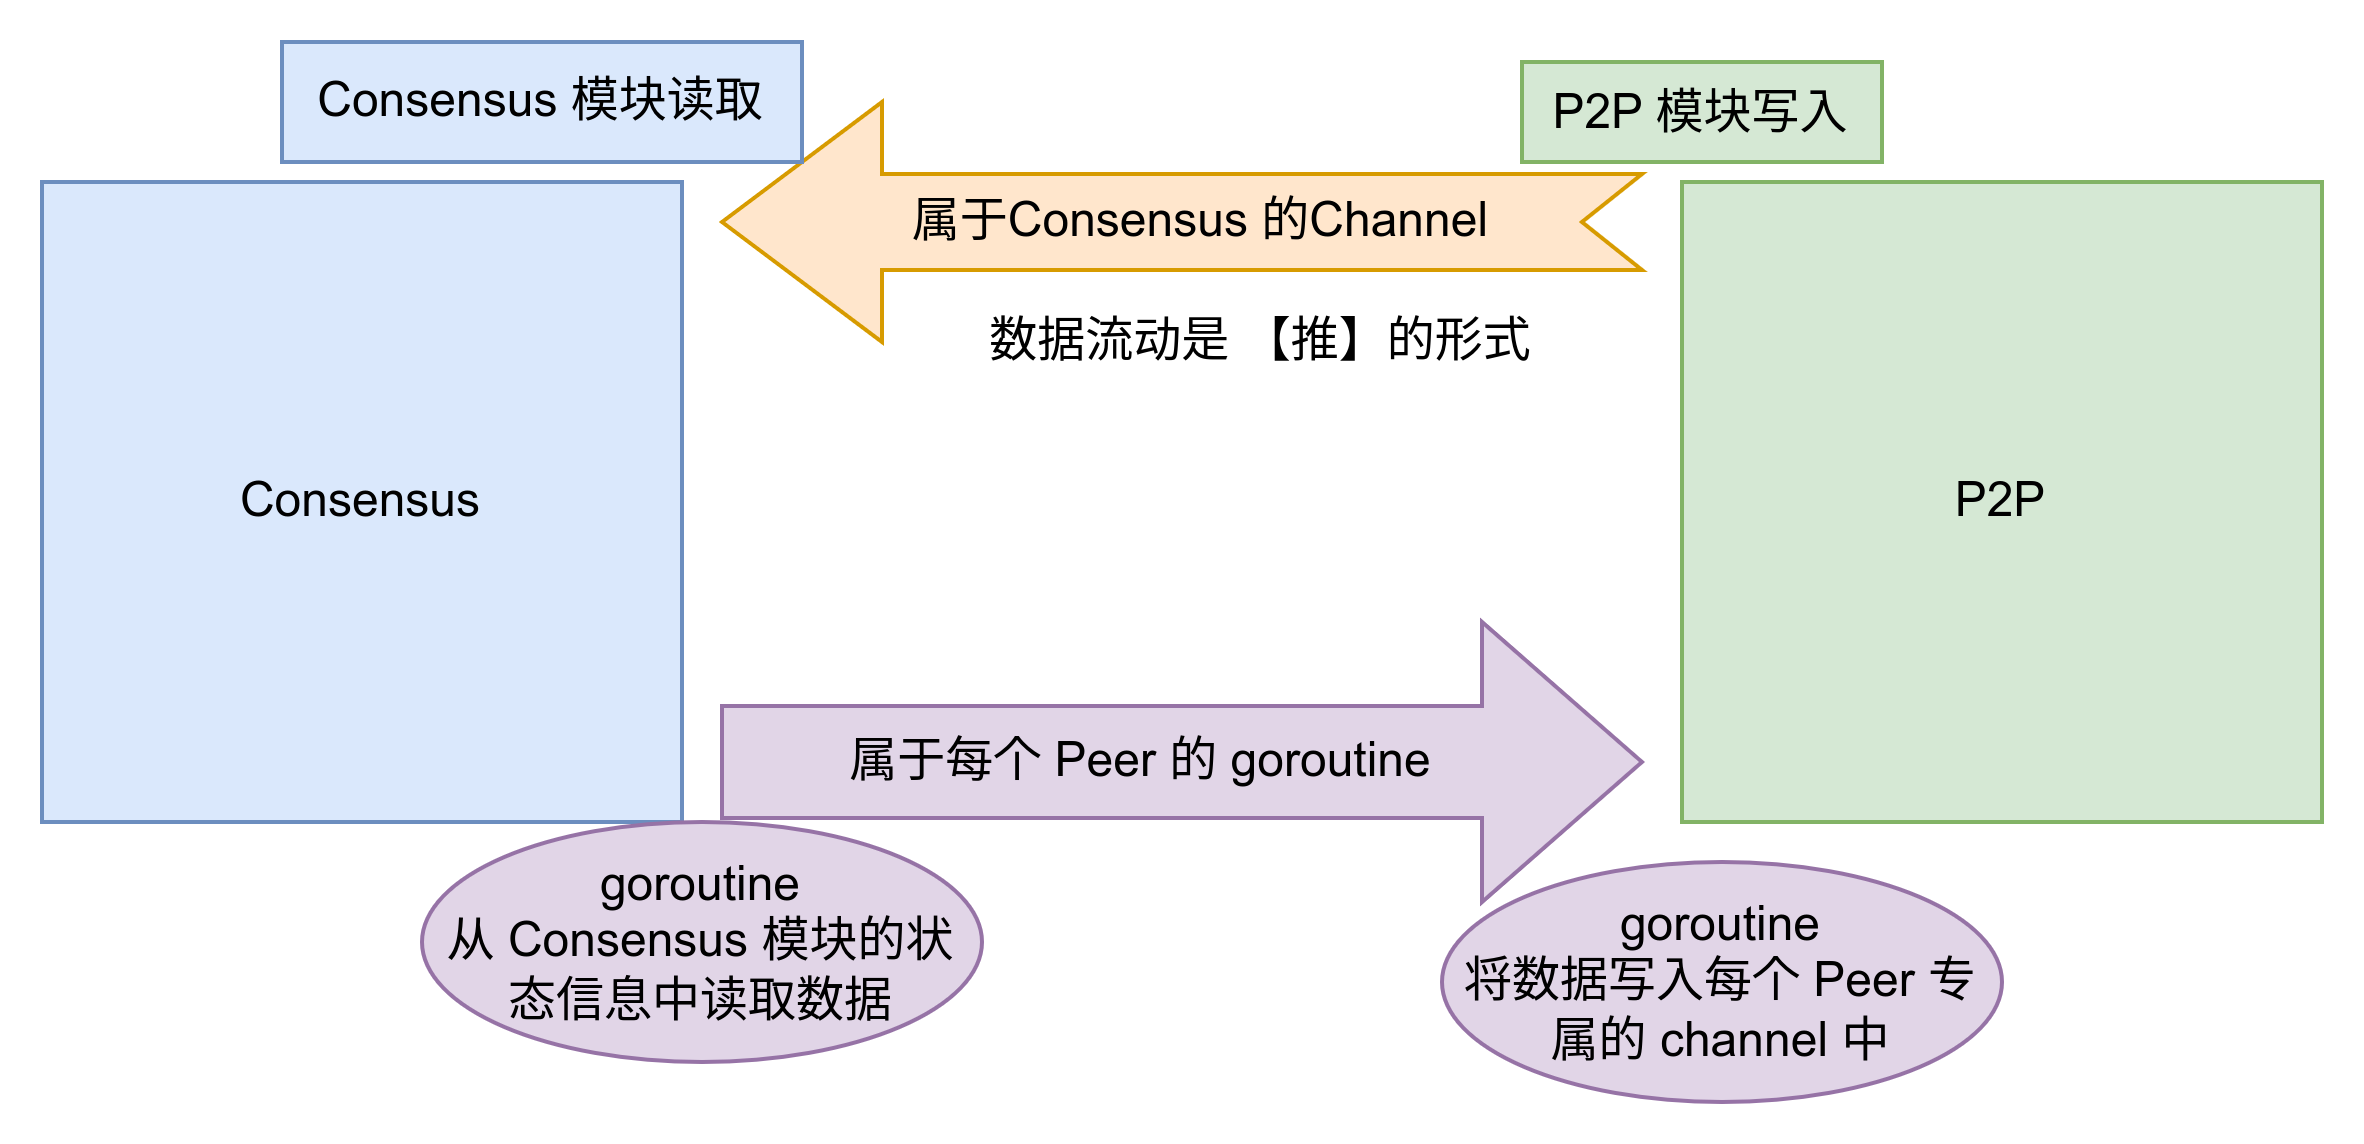 Consensus 模块读取
P2P 模块写入
属于Consensus 的Channel
数据流动是 【推】的形式
Consensus
P2P
属于每个 Peer 的 goroutine
goroutine
从 Consensus 模块的状
态信息中读取数据
goroutine
将数据写入每个 Peer 专
属的 channel 中